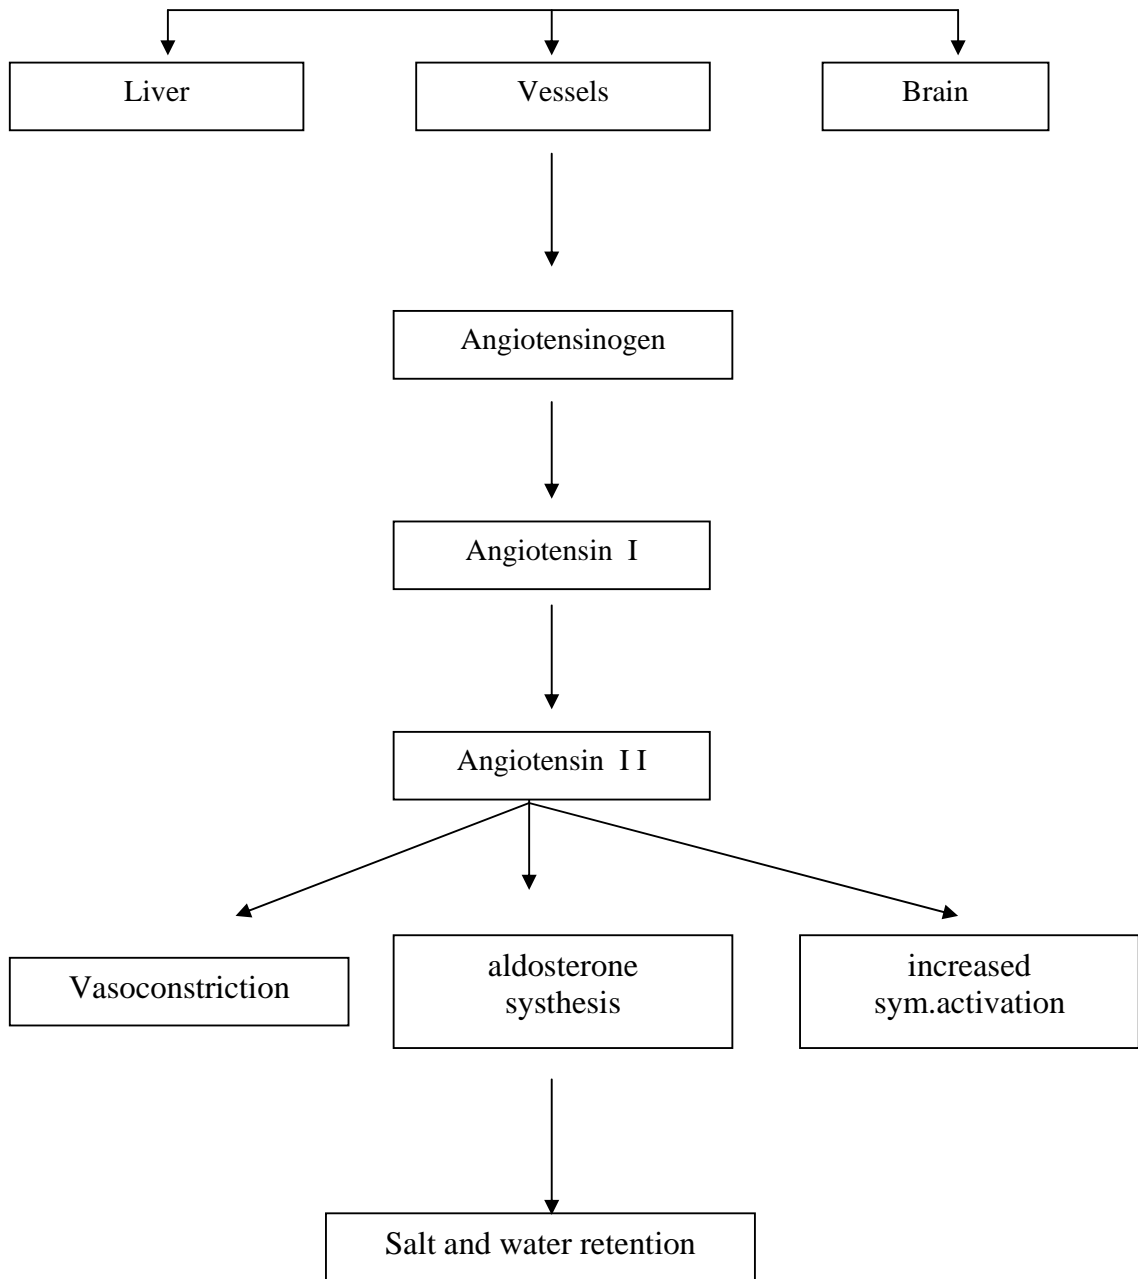 Liver
Vessels
Brain
Angiotensinogen
Angiotensin I
Angiotensin I I
Vasoconstriction
aldosterone
systhesis
increased
sym.activation
Salt and water retention